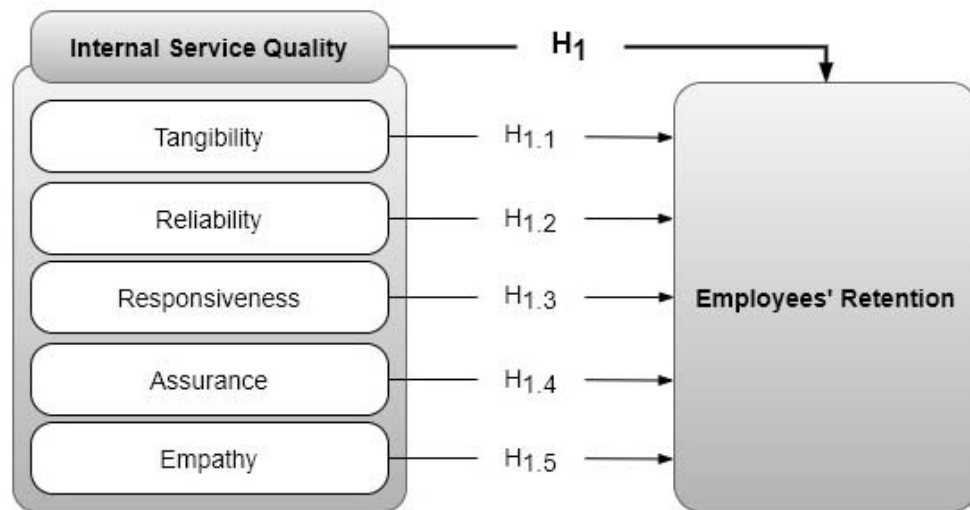 Internal Service Quality
H1
Tangibility
H1.1
Reliability
H1.2
Responsiveness
H1.3
Employees' Retention
Assurance
H1.4
Empathy
H1.5